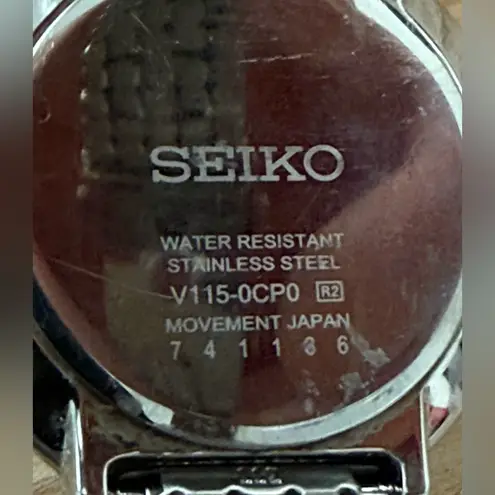 SEIKO
WATER RESISTANT
STAINLESS STEEL
V115-0CP0 R2
MOVEMENT JAPAN
741136